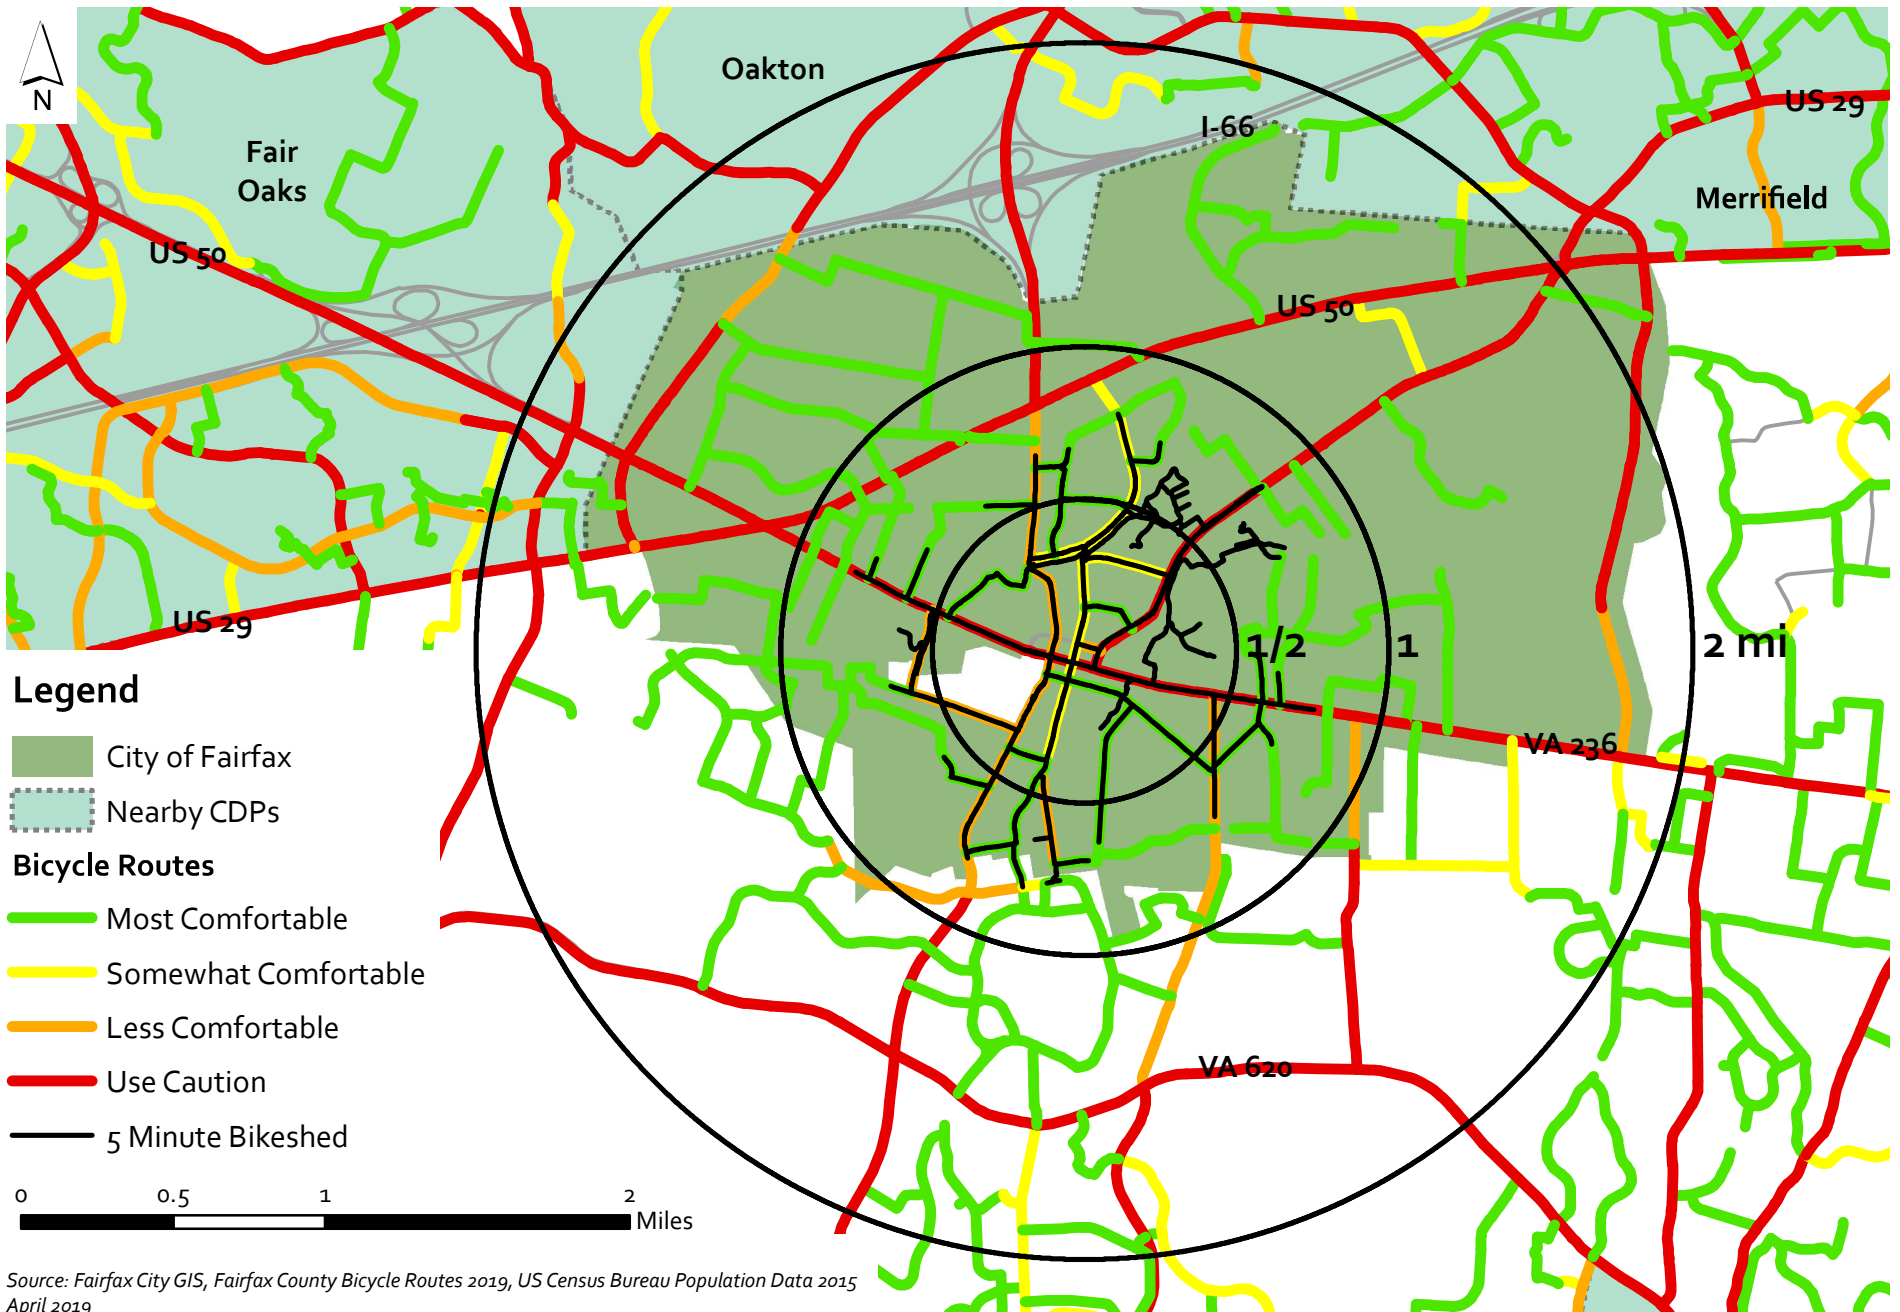 N
Oakton
Fair
Oaks
I-66
US 29
Merrifield
US 50
US 50
US 29
1/2
1
2 mi
VA 236
VA 620
Legend
City of Fairfax
Nearby CDPs
Bicycle Routes
Most Comfortable
Somewhat Comfortable
Less Comfortable
Use Caution
5 Minute Bikeshed
0 0.5 1 2
Miles
Source: Fairfax City GIS, Fairfax County Bicycle Routes 2019, US Census Bureau Population Data 2015
April 2019